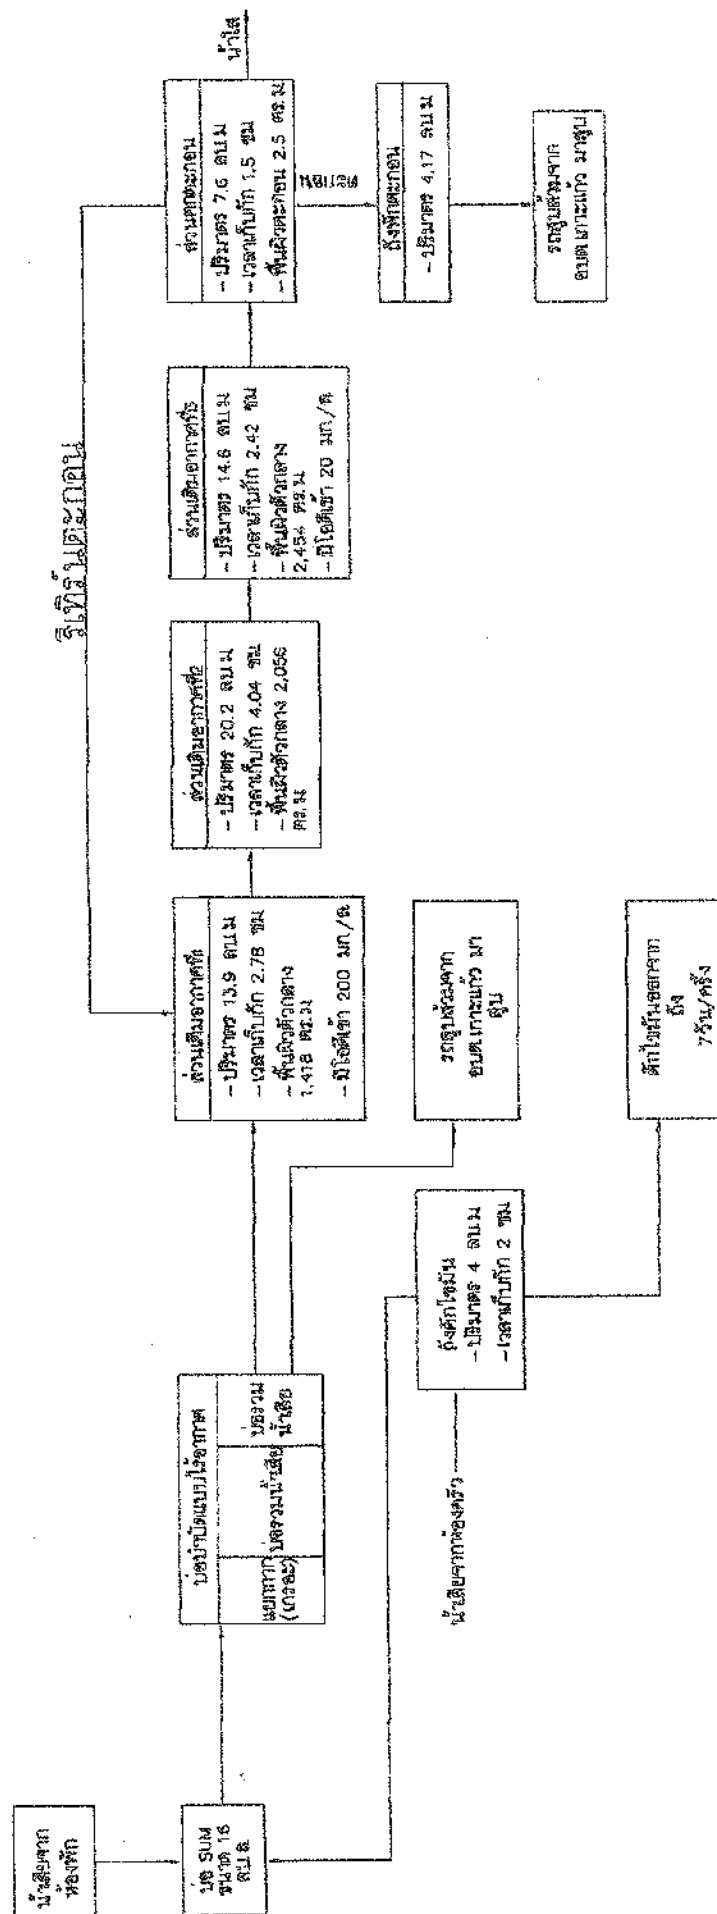 น้ำเสียจาก
ห้องพัก
บ่อ SUM
ขนาด 16
ลบ.ม
บ่อบำบัดแบบไร้อากาศ
แยกกาก
(เกรอะ)
บ่อรวมน้ำเสีย
บ่อรวม
น้ำเสีย
น้ำเสียจากห้องครัว
ถังดักไขมัน
- ปริมาตร 4 ลบ.ม
- เวลาเก็บกัก 2 ชม
ตักไขมันออกจาก
ถัง
7วัน/ครั้ง
รถสูบส้วมจาก
อบต.เกาะแก้ว มา
สูบ
ส่วนเติมอากาศที่
- ปริมาตร 13.9 ลบ.ม
- เวลาเก็บกัก 2.78 ชม
- พื้นผิวตัวกลาง
1,418 ตร.ม
- บีโอดีเข้า 200 มก/ล
ส่วนเติมอากาศที่
- ปริมาตร 20.2 ลบ.ม
- เวลาเก็บกัก 4.04 ชม
- พื้นผิวตัวกลาง 2,056
ตร.ม
ส่วนเติมอากาศที่
- ปริมาตร 14.6 ลบ.ม
- เวลาเก็บกัก 2.42 ชม
- พื้นผิวตัวกลาง
2,454 ตร.ม
- บีโอดีเข้า 20 มก/ล
รีเทิร์นตะกอน
ส่วนตกตะกอน
- ปริมาตร 7.6 ลบ.ม
- เวลาเก็บกัก 1.5 ชม
- พื้นผิวตะกอน 2.5 ตร.ม
น้ำใส
ตะกอน
ถังพักตะกอน
- ปริมาตร 4.17 ลบ.ม
รถสูบส้วมจาก
อบต.เกาะแก้ว มาสูบ